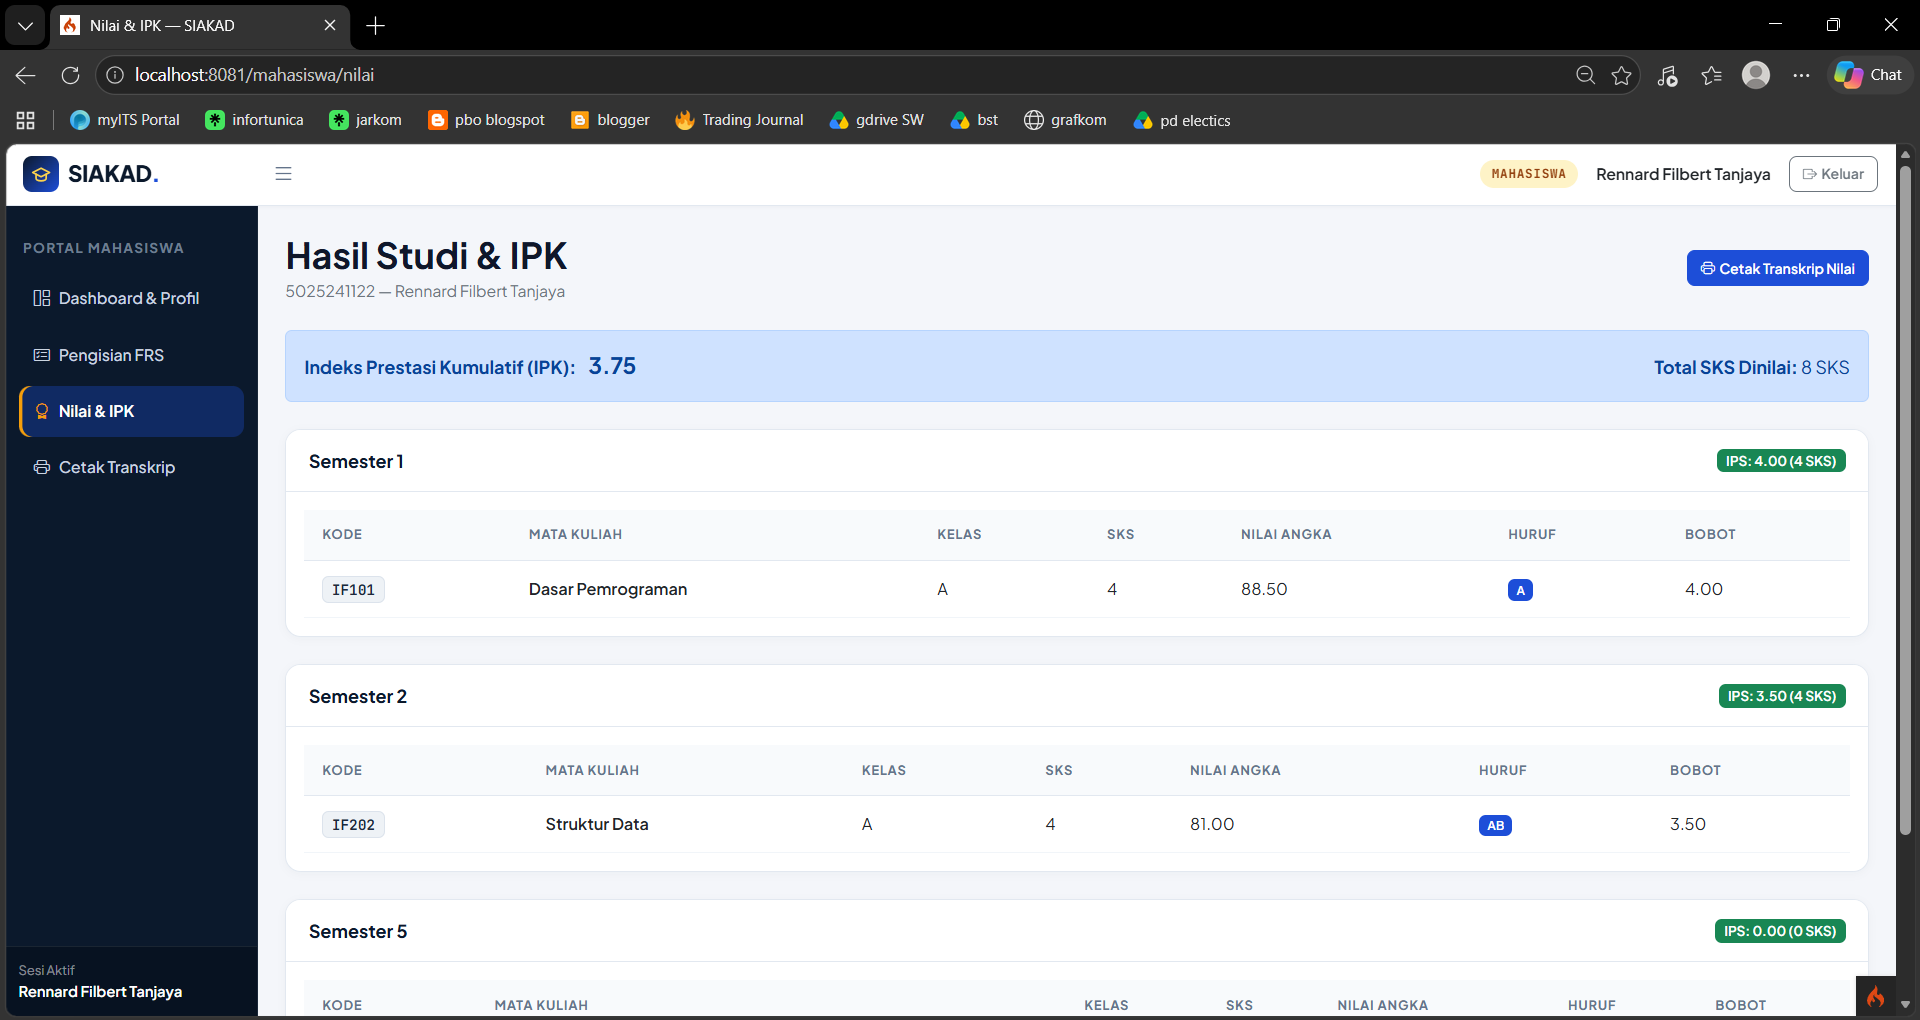 Nilai & IPK — SIAKAD
localhost:8081/mahasiswa/nilai
Chat
myITS Portal
infortunica
jarkom
pbo blogspot
blogger
Trading Journal
gdrive SW
bst
grafkom
pd electics
SIAKAD.
MAHASISWA
Rennard Filbert Tanjaya
Keluar
PORTAL MAHASISWA
Dashboard & Profil
Pengisian FRS
Nilai & IPK
Cetak Transkrip
Sesi Aktif
Rennard Filbert Tanjaya
Hasil Studi & IPK
5025241122 — Rennard Filbert Tanjaya
Cetak Transkrip Nilai
Indeks Prestasi Kumulatif (IPK): 3.75
Total SKS Dinilai: 8 SKS
Semester 1
IPS: 4.00 (4 SKS)
KODE MATA KULIAH KELAS SKS NILAI ANGKA HURUF BOBOT
IF101 Dasar Pemrograman A 4 88.50 A 4.00
Semester 2
IPS: 3.50 (4 SKS)
KODE MATA KULIAH KELAS SKS NILAI ANGKA HURUF BOBOT
IF202 Struktur Data A 4 81.00 AB 3.50
Semester 5
IPS: 0.00 (0 SKS)
KODE MATA KULIAH KELAS SKS NILAI ANGKA HURUF BOBOT